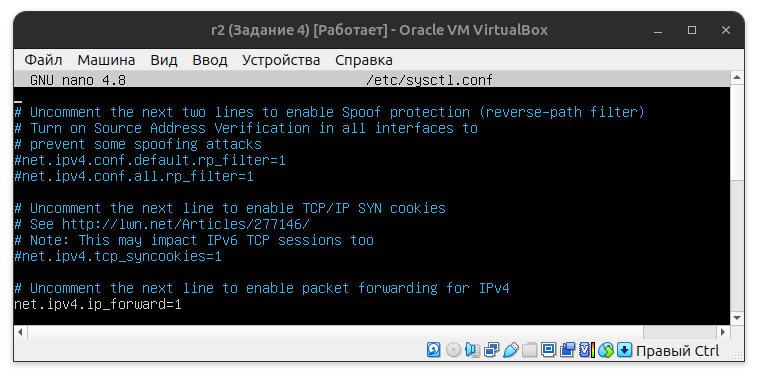 r2 (Задание 4) [Работает] - Oracle VM VirtualBox
Файл Машина Вид Ввод Устройства Справка
GNU nano 4.8 /etc/sysctl.conf
# Uncomment the next two lines to enable Spoof protection (reverse-path filter)
# Turn on Source Address Verification in all interfaces to
# prevent some spoofing attacks
#net.ipv4.conf.default.rp_filter=1
#net.ipv4.conf.all.rp_filter=1
# Uncomment the next line to enable TCP/IP SYN cookies
# See http://lwn.net/Articles/277146/
# Note: This may impact IPv6 TCP sessions too
#net.ipv4.tcp_syncookies=1
# Uncomment the next line to enable packet forwarding for IPv4
net.ipv4.ip_forward=1
Правый Ctrl